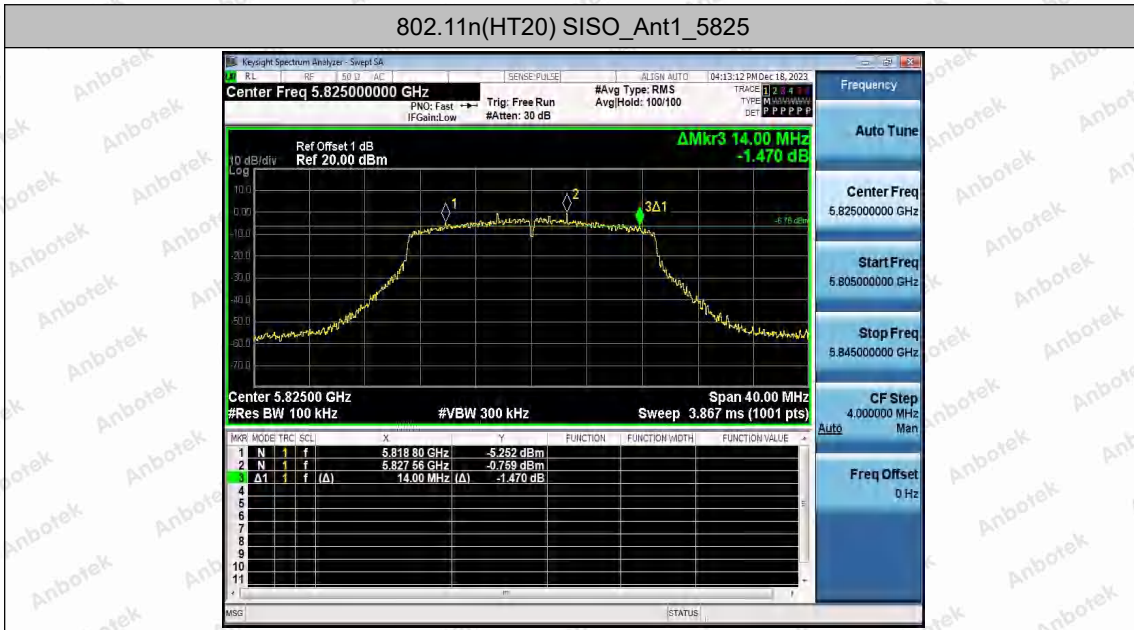 802.11n(HT20) SISO_Ant1_5825
Keysight Spectrum Analyzer - Swept SA
RL RF 50 Ω AC SENSE:PULSE ALIGN AUTO 04:13:12 PM Dec 18, 2023
Center Freq 5.825000000 GHz
#Avg Type: RMS
TRACE 1 2 3 4 5 6
PNO: Fast
Trig: Free Run
Avg|Hold: 100/100
TYPE M WWWWW
IFGain:Low
#Atten: 30 dB
DET P P P P P P
Frequency
Auto Tune
Center Freq
5.825000000 GHz
Start Freq
5.805000000 GHz
Stop Freq
5.845000000 GHz
CF Step
4.000000 MHz
Auto Man
Freq Offset
0 Hz
ΔMkr3 14.00 MHz
-1.470 dB
Ref Offset 1 dB
10 dB/div Ref 20.00 dBm
Log
10.0
0.00
-10.0
-20.0
-30.0
-40.0
-50.0
-60.0
-70.0
1
2
3Δ1
-6.76 dBm
Center 5.82500 GHz Span 40.00 MHz
#Res BW 100 kHz #VBW 300 kHz Sweep 3.867 ms (1001 pts)
MKR MODE TRC SCL X Y FUNCTION FUNCTION WIDTH FUNCTION VALUE
1 N 1 f 5.818 80 GHz -5.252 dBm
2 N 1 f 5.827 56 GHz -0.759 dBm
3 Δ1 1 f (Δ) 14.00 MHz (Δ) -1.470 dB
4
5
6
7
8
9
10
11
MSG STATUS
Anbotek